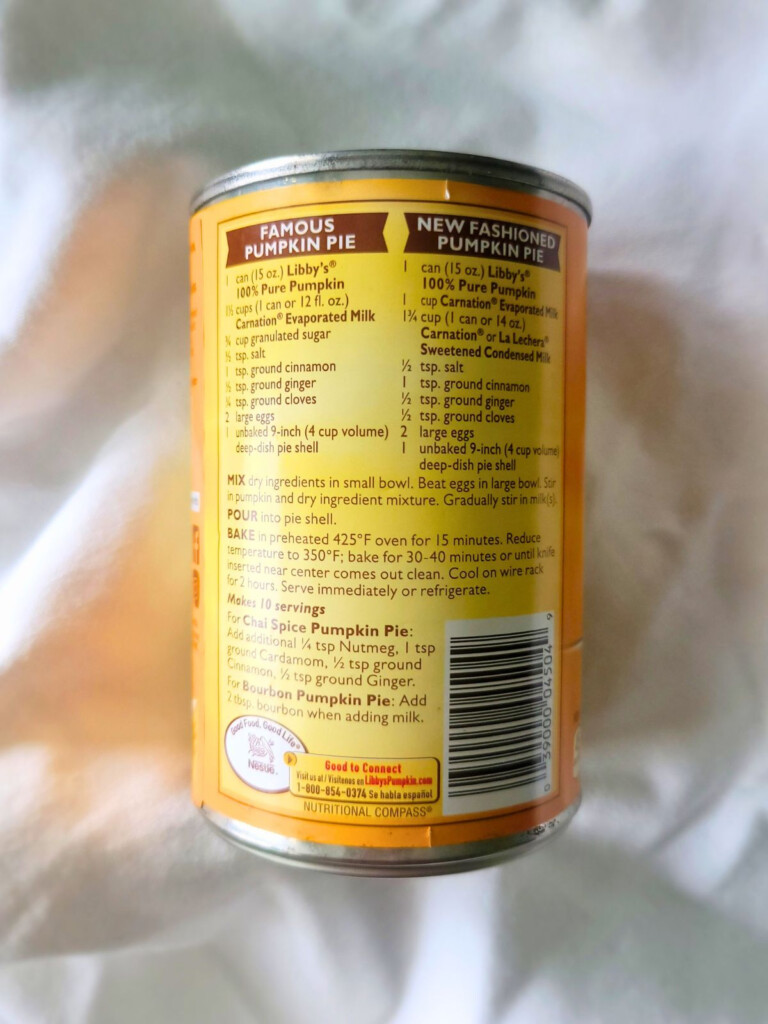 FAMOUS
PUMPKIN PIE
1 can (15 oz.) Libby's®
100% Pure Pumpkin
1½ cups (1 can or 12 fl. oz.)
Carnation® Evaporated Milk
¾ cup granulated sugar
½ tsp. salt
1 tsp. ground cinnamon
½ tsp. ground ginger
¼ tsp. ground cloves
2 large eggs
1 unbaked 9-inch (4 cup volume)
deep-dish pie shell
NEW FASHIONED
PUMPKIN PIE
1 can (15 oz.) Libby's®
100% Pure Pumpkin
1 cup Carnation® Evaporated Milk
1¾ cup (1 can or 14 oz.)
Carnation® or La Lechera®
Sweetened Condensed Milk
½ tsp. salt
1 tsp. ground cinnamon
½ tsp. ground ginger
½ tsp. ground cloves
2 large eggs
1 unbaked 9-inch (4 cup volume)
deep-dish pie shell
MIX dry ingredients in small bowl. Beat eggs in large bowl. Stir
in pumpkin and dry ingredient mixture. Gradually stir in milk(s).
POUR into pie shell.
BAKE in preheated 425°F oven for 15 minutes. Reduce
temperature to 350°F; bake for 30-40 minutes or until knife
inserted near center comes out clean. Cool on wire rack
for 2 hours. Serve immediately or refrigerate.
Makes 10 servings
For Chai Spice Pumpkin Pie:
Add additional ¼ tsp Nutmeg, 1 tsp
ground Cardamom, ½ tsp ground
Cinnamon, ½ tsp ground Ginger.
For Bourbon Pumpkin Pie: Add
2 tbsp. bourbon when adding milk.
Good Food, Good Life®
Nestlé.
Good to Connect
Visit us at / Visítenos en LibbysPumpkin.com
1-800-854-0374 Se habla español
NUTRITIONAL COMPASS®
0 39000 04504 9